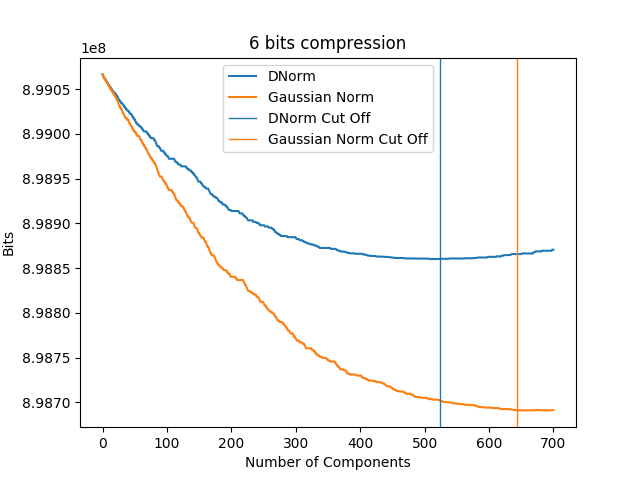 6 bits compression
1e8
DNorm
Gaussian Norm
DNorm Cut Off
Gaussian Norm Cut Off
8.9905
8.9900
8.9895
8.9890
8.9885
8.9880
8.9875
8.9870
Bits
0 100 200 300 400 500 600 700
Number of Components